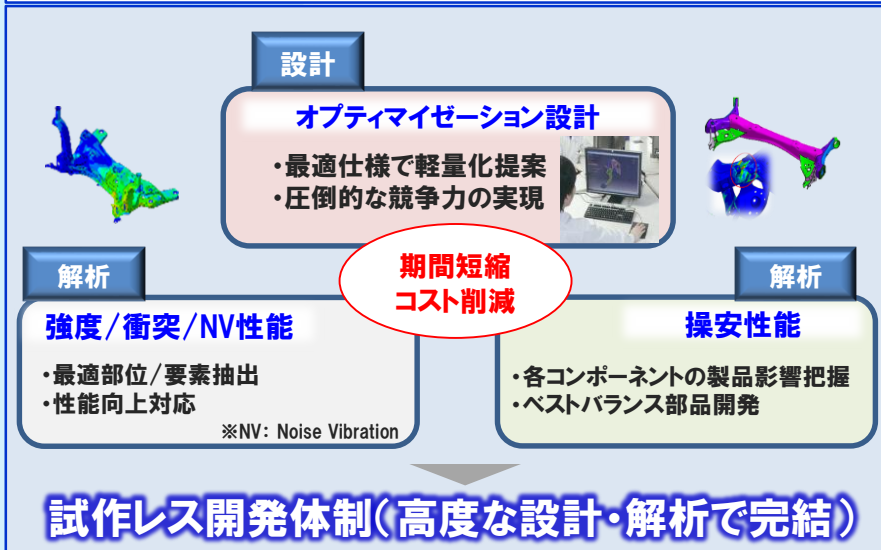 設計
オプティマイゼーション設計
・最適仕様で軽量化提案
・圧倒的な競争力の実現
期間短縮
コスト削減
解析
強度/衝突/NV性能
・最適部位/要素抽出
・性能向上対応
※NV: Noise Vibration
解析
操安性能
・各コンポーネントの製品影響把握
・ベストバランス部品開発
試作レス開発体制(高度な設計・解析で完結)